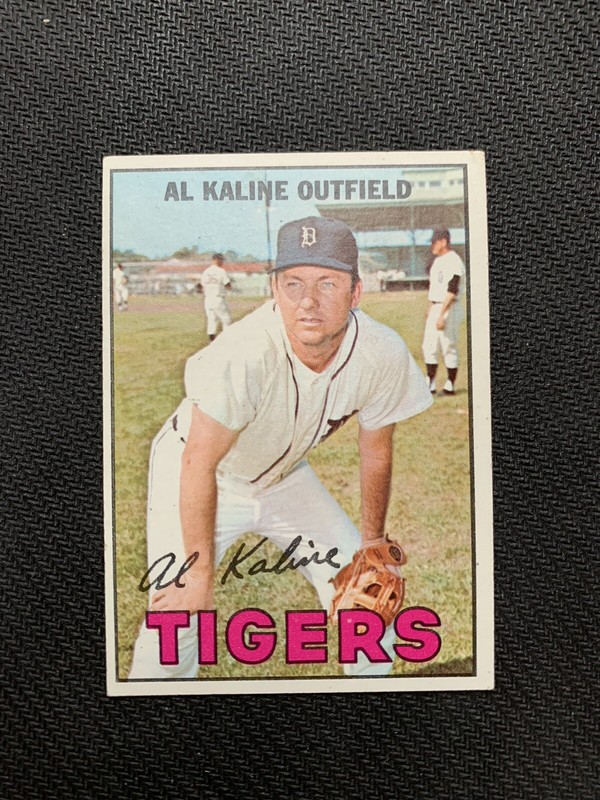 AL KALINE OUTFIELD
D
Al Kaline
TIGERS